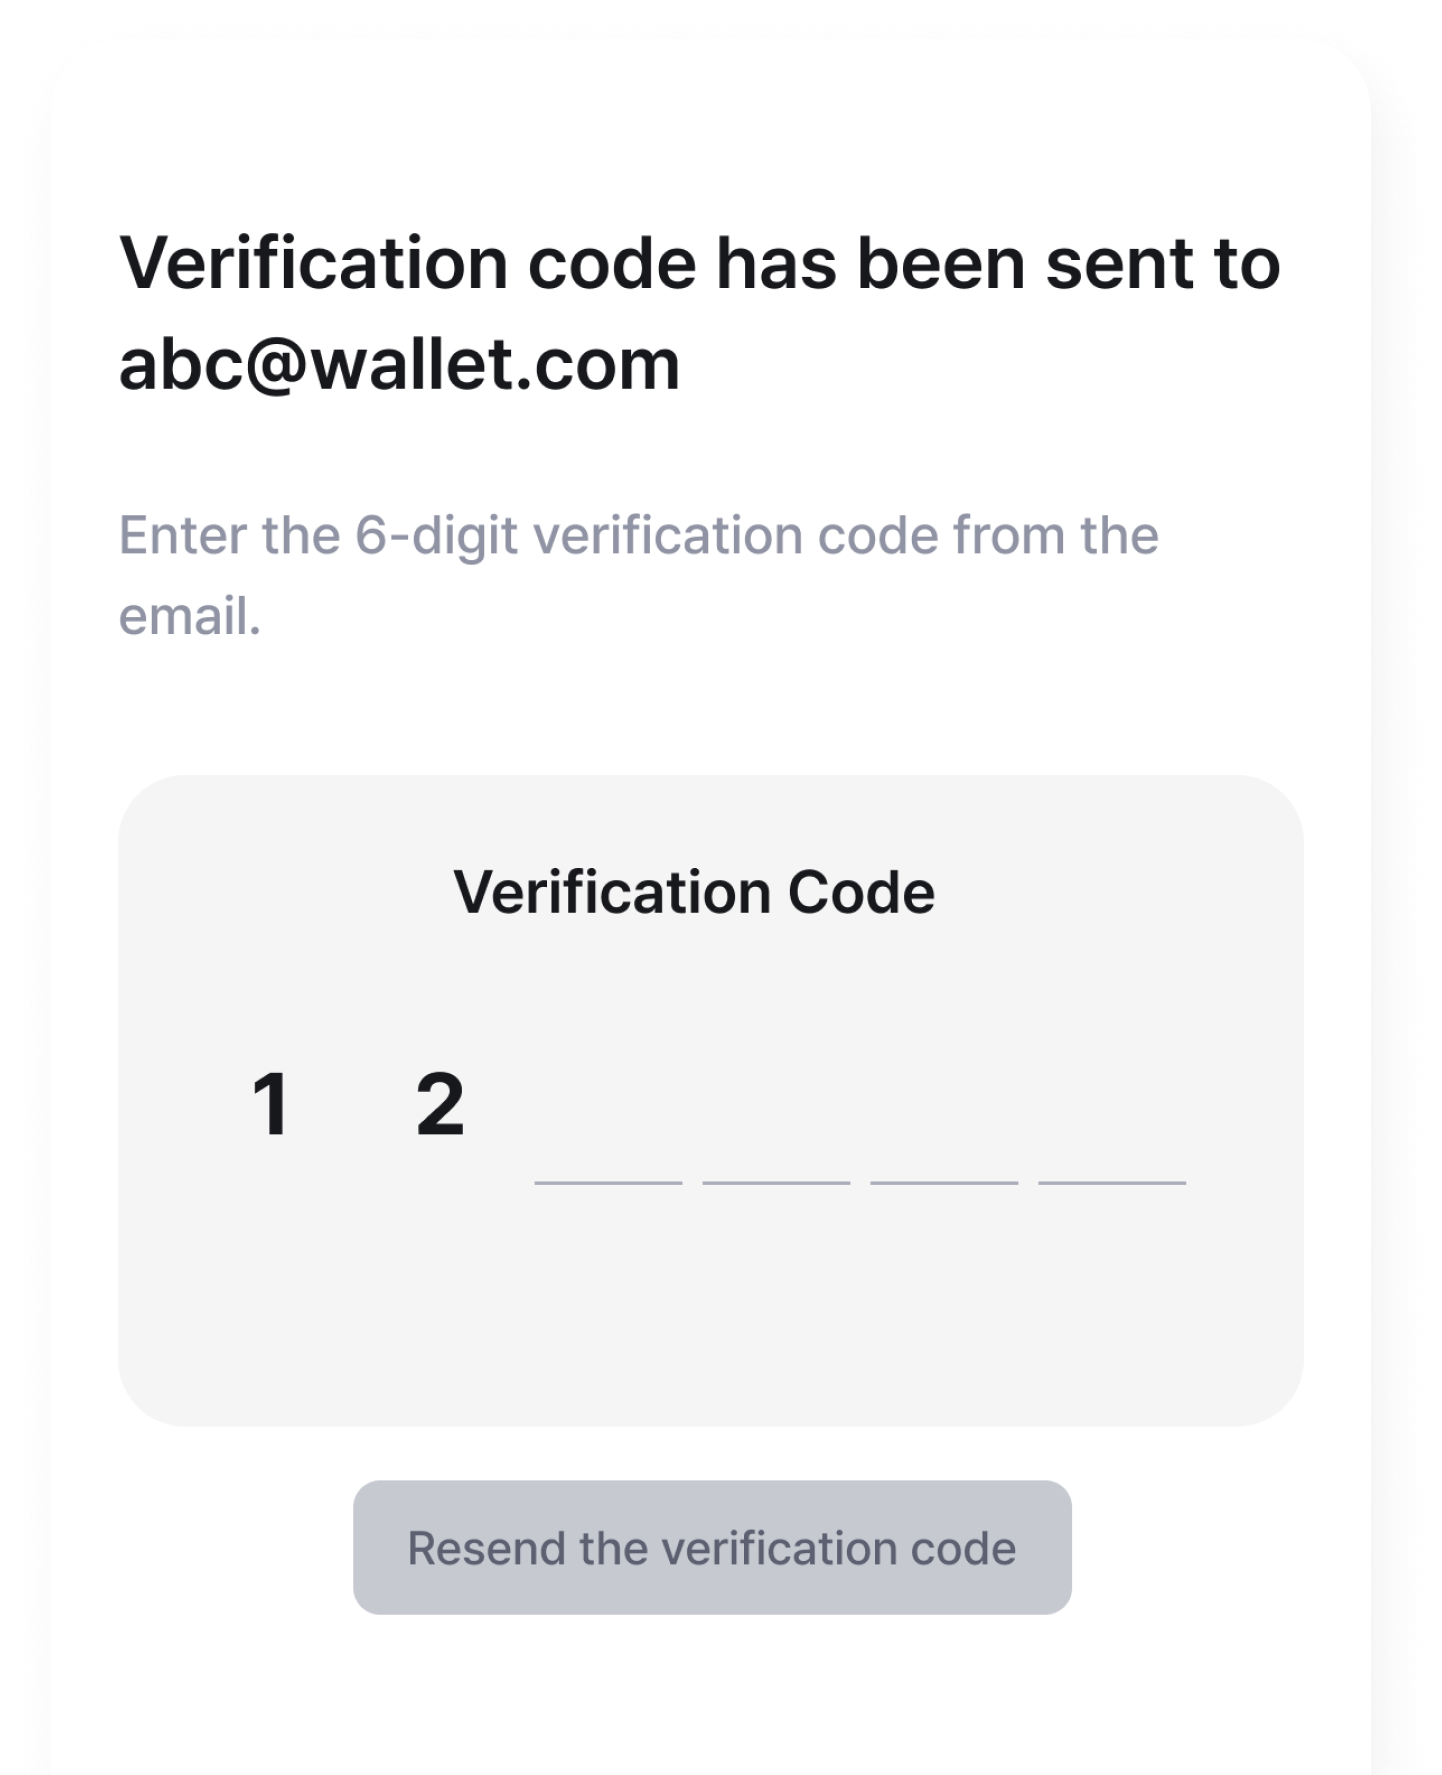 Verification code has been sent to
abc@wallet.com
Enter the 6-digit verification code from the
email.
Verification Code
1 2
Resend the verification code